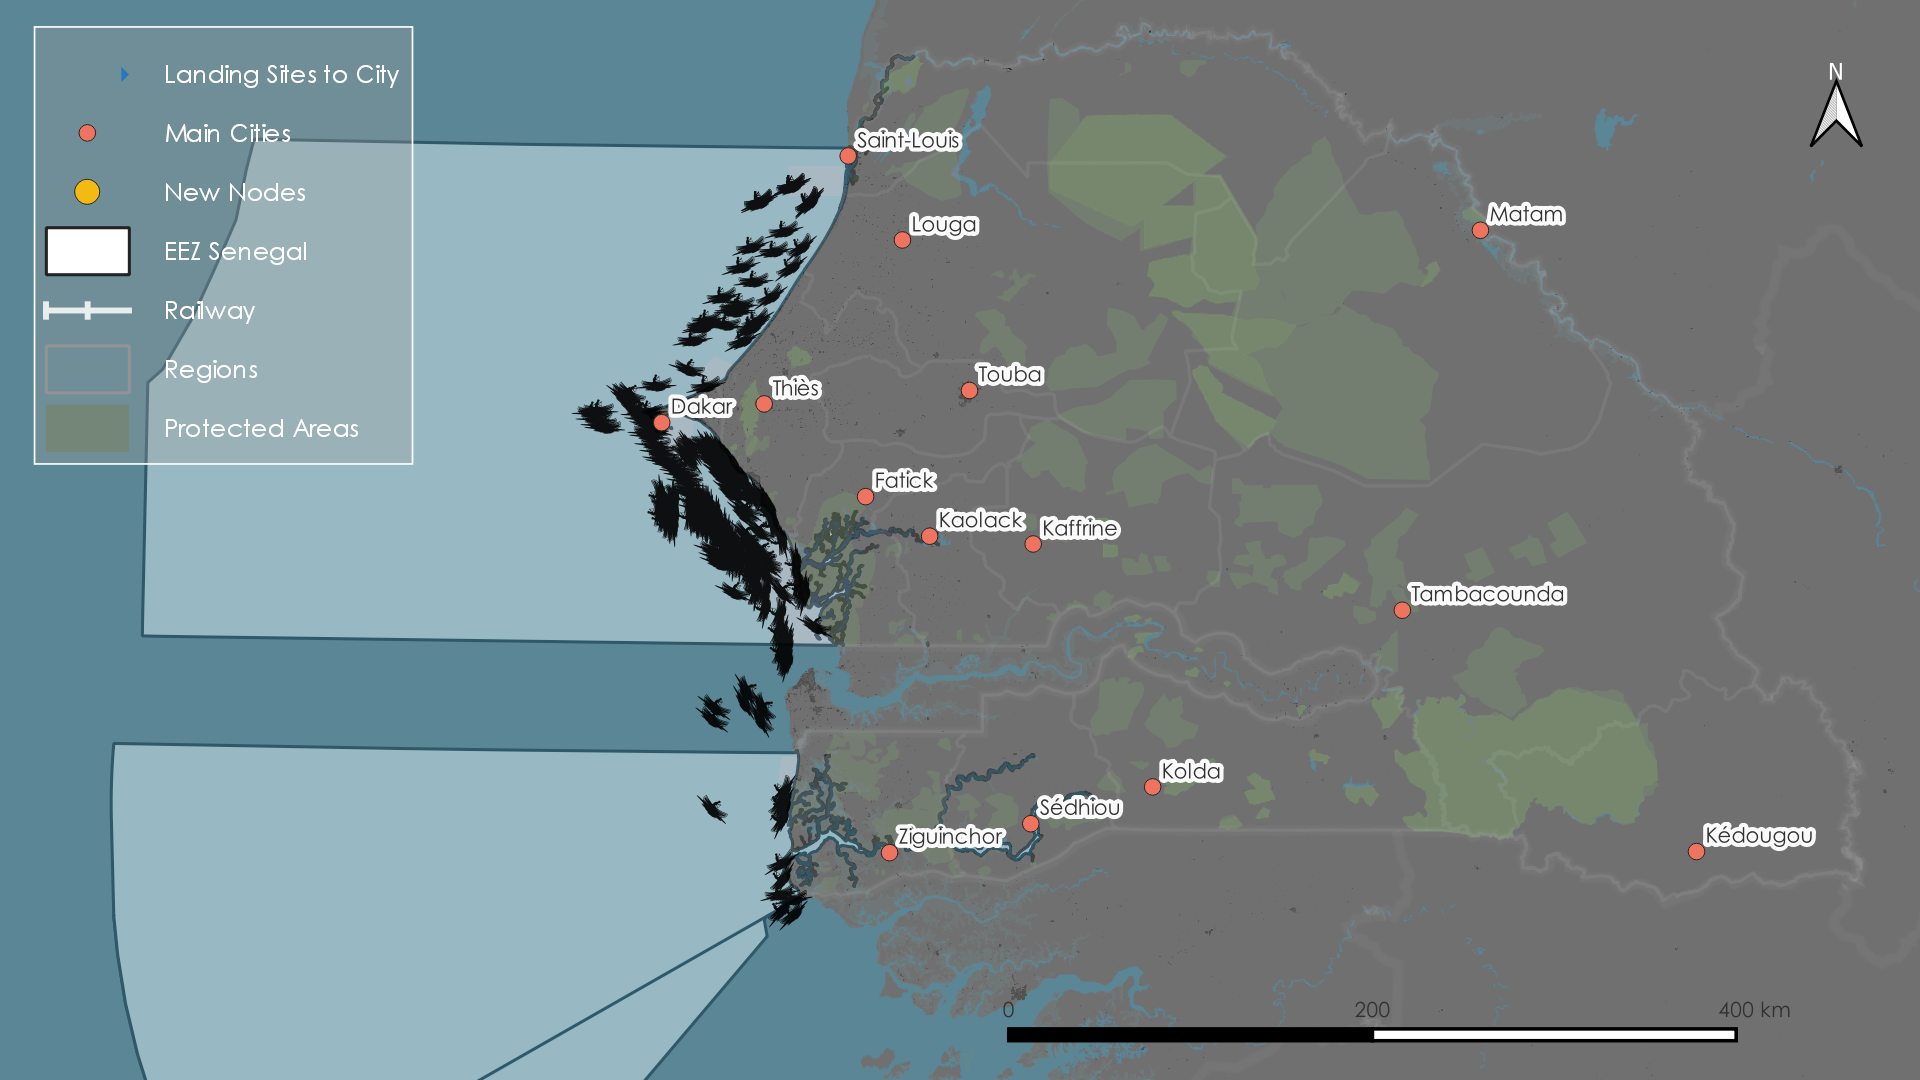 Landing Sites to City
Main Cities
New Nodes
EEZ Senegal
Railway
Regions
Protected Areas
N
Saint-Louis
Louga
Matam
Touba
Thiès
Dakar
Fatick
Kaolack
Kaffrine
Tambacounda
Kolda
Sédhiou
Ziguinchor
Kédougou
0 200 400 km